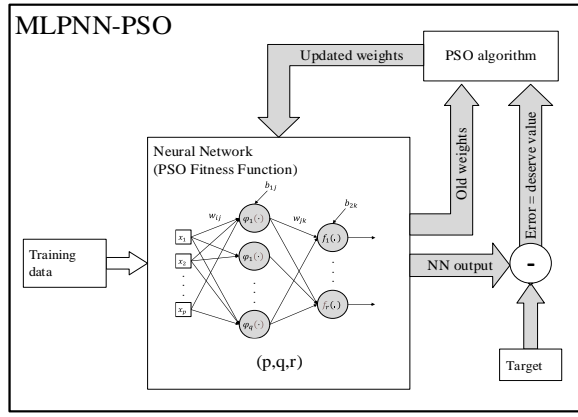 MLPNN-PSO
Updated weights
PSO algorithm
Neural Network
(PSO Fitness Function)
b₁ⱼ
b₂ₖ
wᵢⱼ
wⱼₖ
φ₁(·)
f₁(,)
x₁
x₂
φ₁(·)
xₚ
φ_q(·)
fᵣ(,)
(p,q,r)
Training
data
Old weights
Error = deserve value
NN output
-
Target